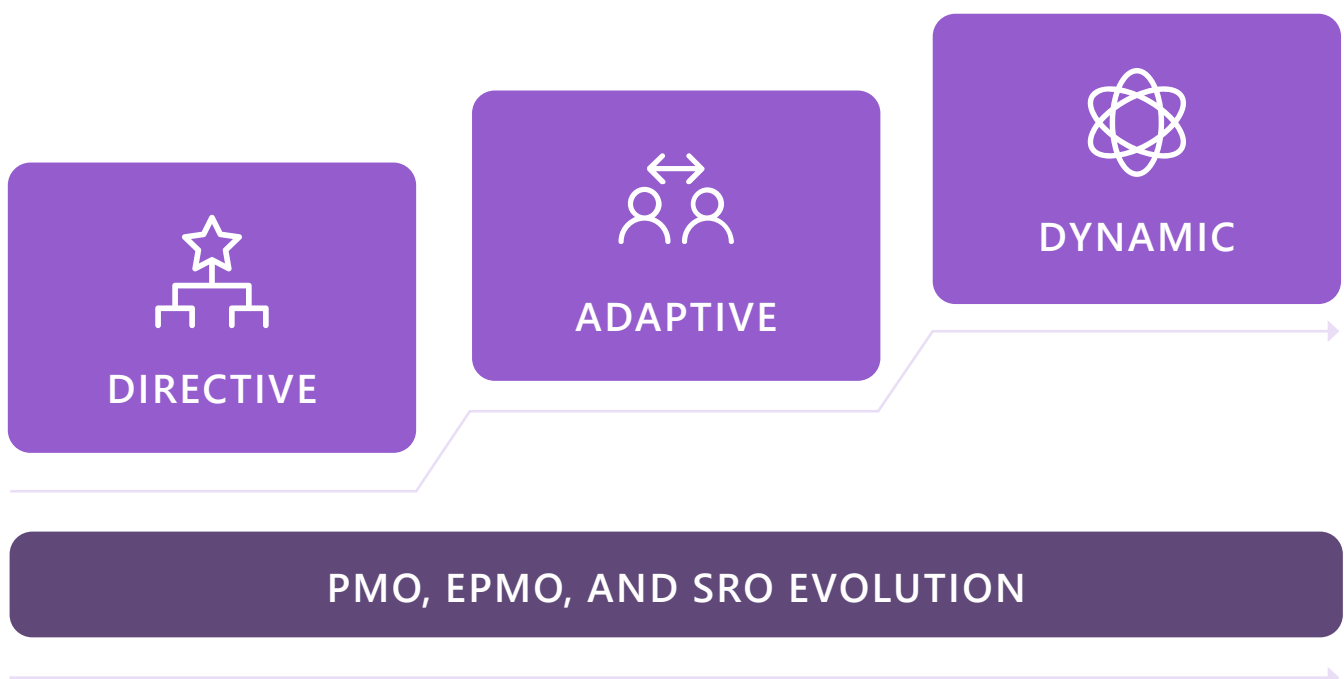 DIRECTIVE
ADAPTIVE
DYNAMIC
PMO, EPMO, AND SRO EVOLUTION